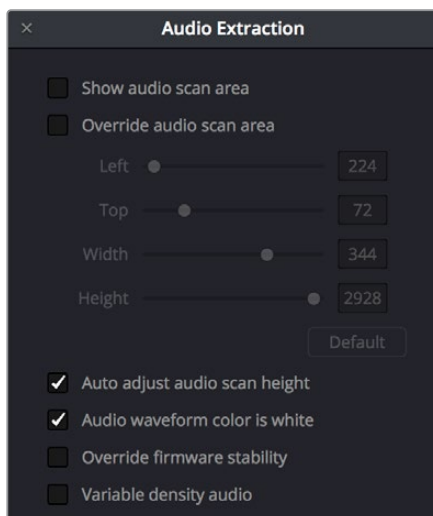 Audio Extraction
Show audio scan area
Override audio scan area
Left 224
Top 72
Width 344
Height 2928
Default
Auto adjust audio scan height
Audio waveform color is white
Override firmware stability
Variable density audio